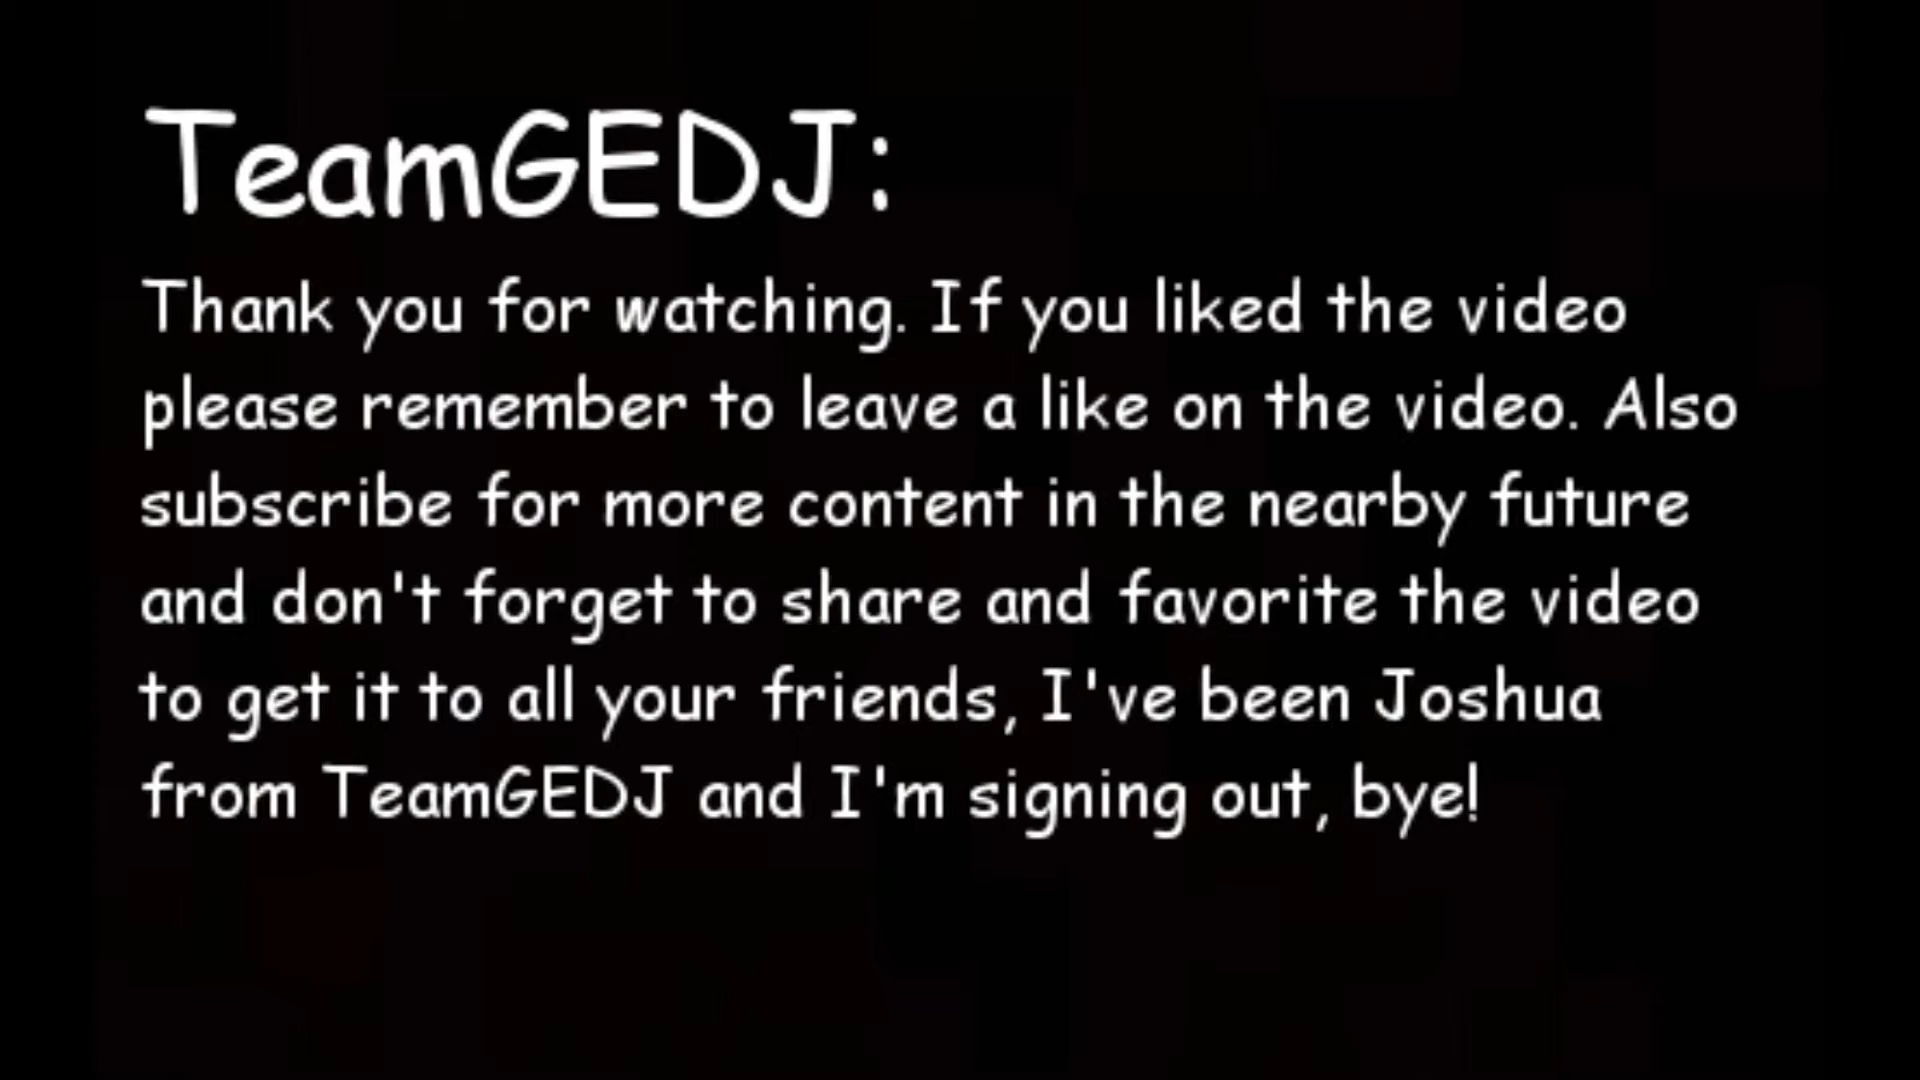 TeamGEDJ:
Thank you for watching. If you liked the video
please remember to leave a like on the video. Also
subscribe for more content in the nearby future
and don't forget to share and favorite the video
to get it to all your friends, I've been Joshua
from TeamGEDJ and I'm signing out, bye!